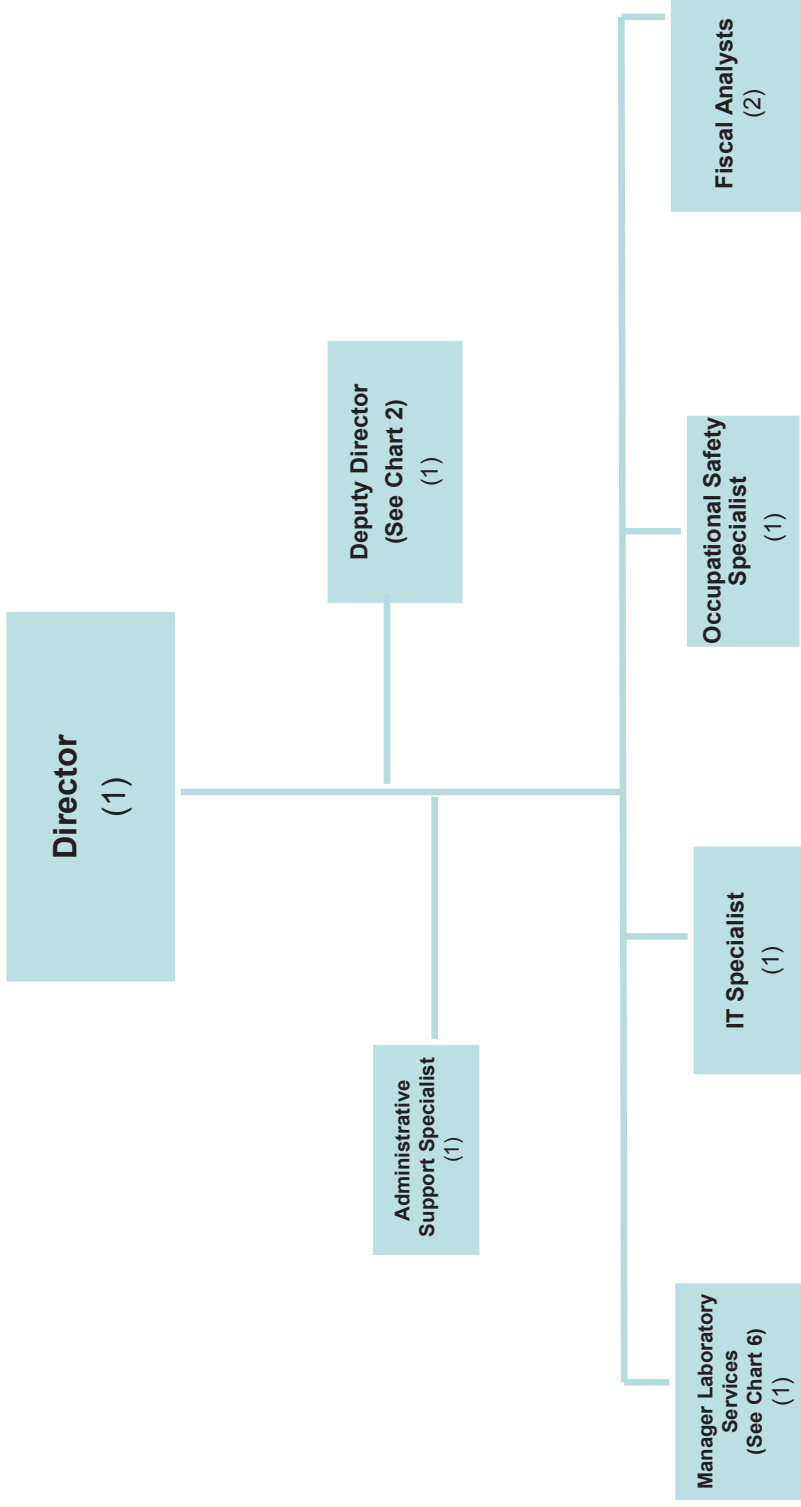 Director
(1)
Deputy Director
(See Chart 2)
(1)
Administrative
Support Specialist
(1)
Manager Laboratory
Services
(See Chart 6)
(1)
IT Specialist
(1)
Occupational Safety
Specialist
(1)
Fiscal Analysts
(2)